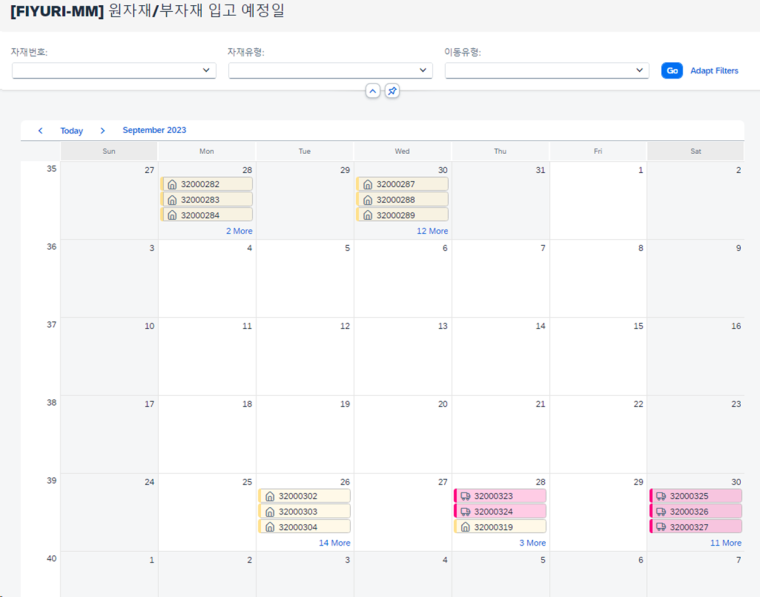 [FIYURI-MM] 원자재/부자재 입고 예정일
자재번호: 자재유형: 이동유형:
Go Adapt Filters
Today September 2023
Sun Mon Tue Wed Thu Fri Sat
35 27 28 29 30 31 1 2
32000282 32000287
32000283 32000288
32000284 32000289
2 More 12 More
36 3 4 5 6 7 8 9
37 10 11 12 13 14 15 16
38 17 18 19 20 21 22 23
39 24 25 26 27 28 29 30
32000302 32000323 32000325
32000303 32000324 32000326
32000304 32000319 32000327
14 More 3 More 11 More
40 1 2 3 4 5 6 7